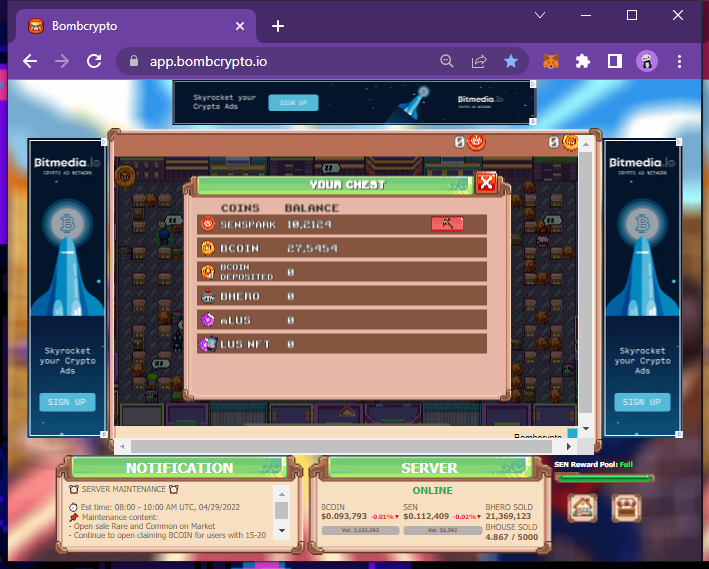 Bombcrypto
app.bombcrypto.io
Skyrocket your
Crypto Ads
SIGN UP
Bitmedia.io
Bitmedia.io
CRYPTO AD NETWORK
Skyrocket
your Crypto
Ads
SIGN UP
0
0
YOUR CHEST
COINS BALANCE
SENSPARK 10,2124
BCOIN 27,5454
BCOIN
DEPOSITED 0
BHERO 0
mLUS 0
LUS NFT 0
zz
zz
zz
zz
Bombcrypto
Bitmedia.io
CRYPTO AD NETWORK
Skyrocket
your Crypto
Ads
SIGN UP
NOTIFICATION
SERVER MAINTENANCE
Est time: 08:00 - 10:00 AM UTC, 04/29/2022
Maintenance content:
- Open sale Rare and Common on Market
- Continue to open claiming BCOIN for users with 15-20
SERVER
ONLINE
BCOIN SEN BHERO SOLD
$0.093,793 -0.01%▼ $0.112,409 -0.02%▼ 21,369,123
BHOUSE SOLD
4.867 / 5000
SEN Reward Pool: Full